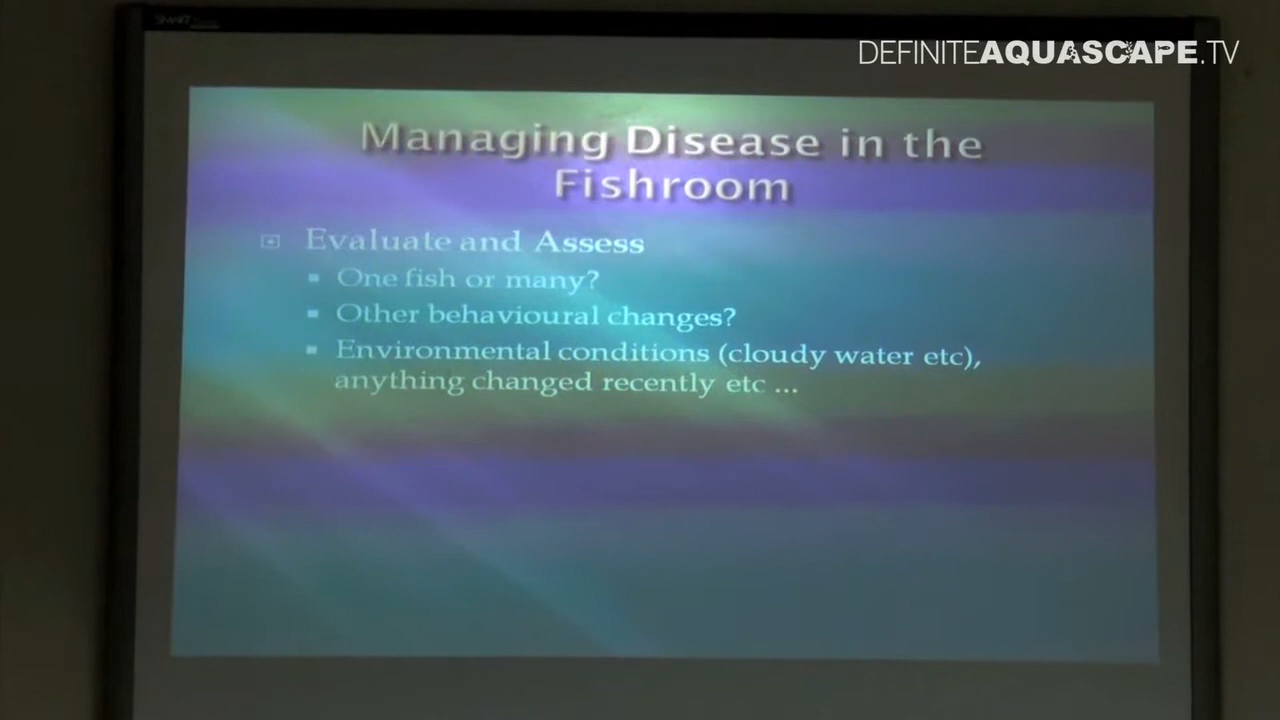 SMART
DEFINITEAQUASCAPE.TV
Managing Disease in the
Fishroom
Evaluate and Assess
One fish or many?
Other behavioural changes?
Environmental conditions (cloudy water etc),
anything changed recently etc ...